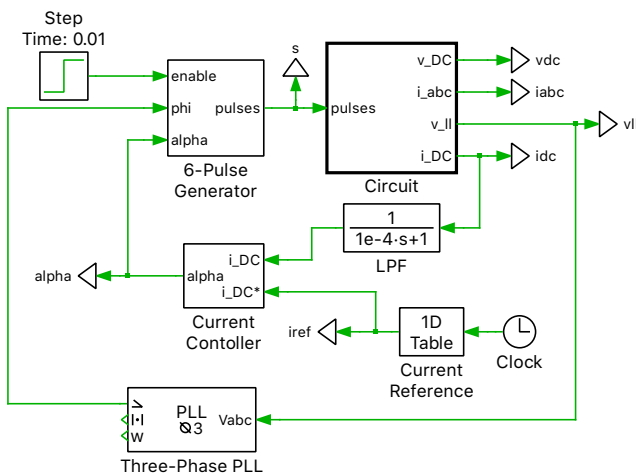 Step
Time: 0.01
enable
phi
alpha
pulses
6-Pulse
Generator
s
pulses
v_DC
i_abc
v_ll
i_DC
Circuit
vdc
iabc
vl
idc
1
1e-4·s+1
LPF
alpha
alpha
i_DC
i_DC*
Current
Contoller
iref
1D
Table
Current
Reference
Clock
PLL
3
|·|
w
Vabc
Three-Phase PLL